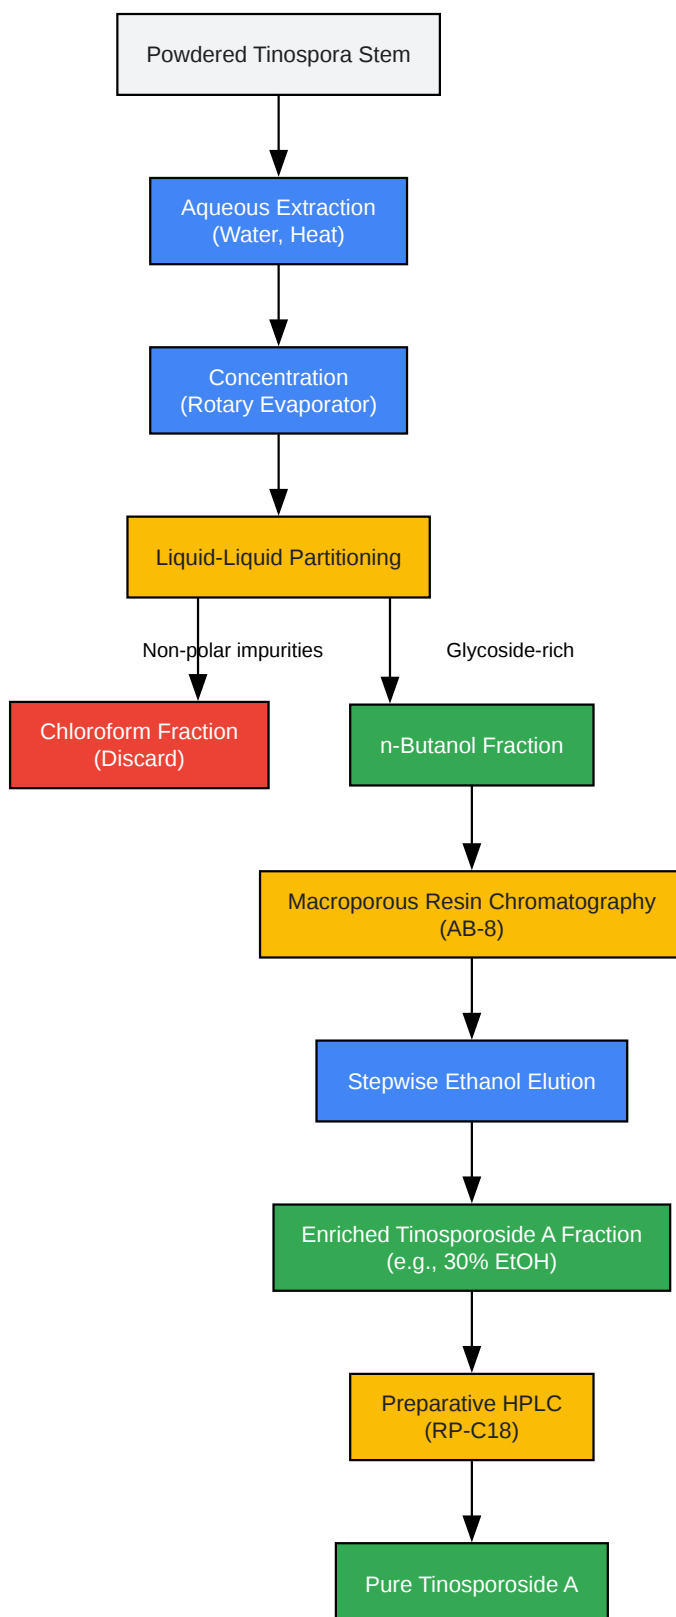 Powdered Tinospora Stem
Aqueous Extraction
(Water, Heat)
Concentration
(Rotary Evaporator)
Liquid-Liquid Partitioning
Non-polar impurities
Glycoside-rich
Chloroform Fraction
(Discard)
n-Butanol Fraction
Macroporous Resin Chromatography
(AB-8)
Stepwise Ethanol Elution
Enriched Tinosporoside A Fraction
(e.g., 30% EtOH)
Preparative HPLC
(RP-C18)
Pure Tinosporoside A